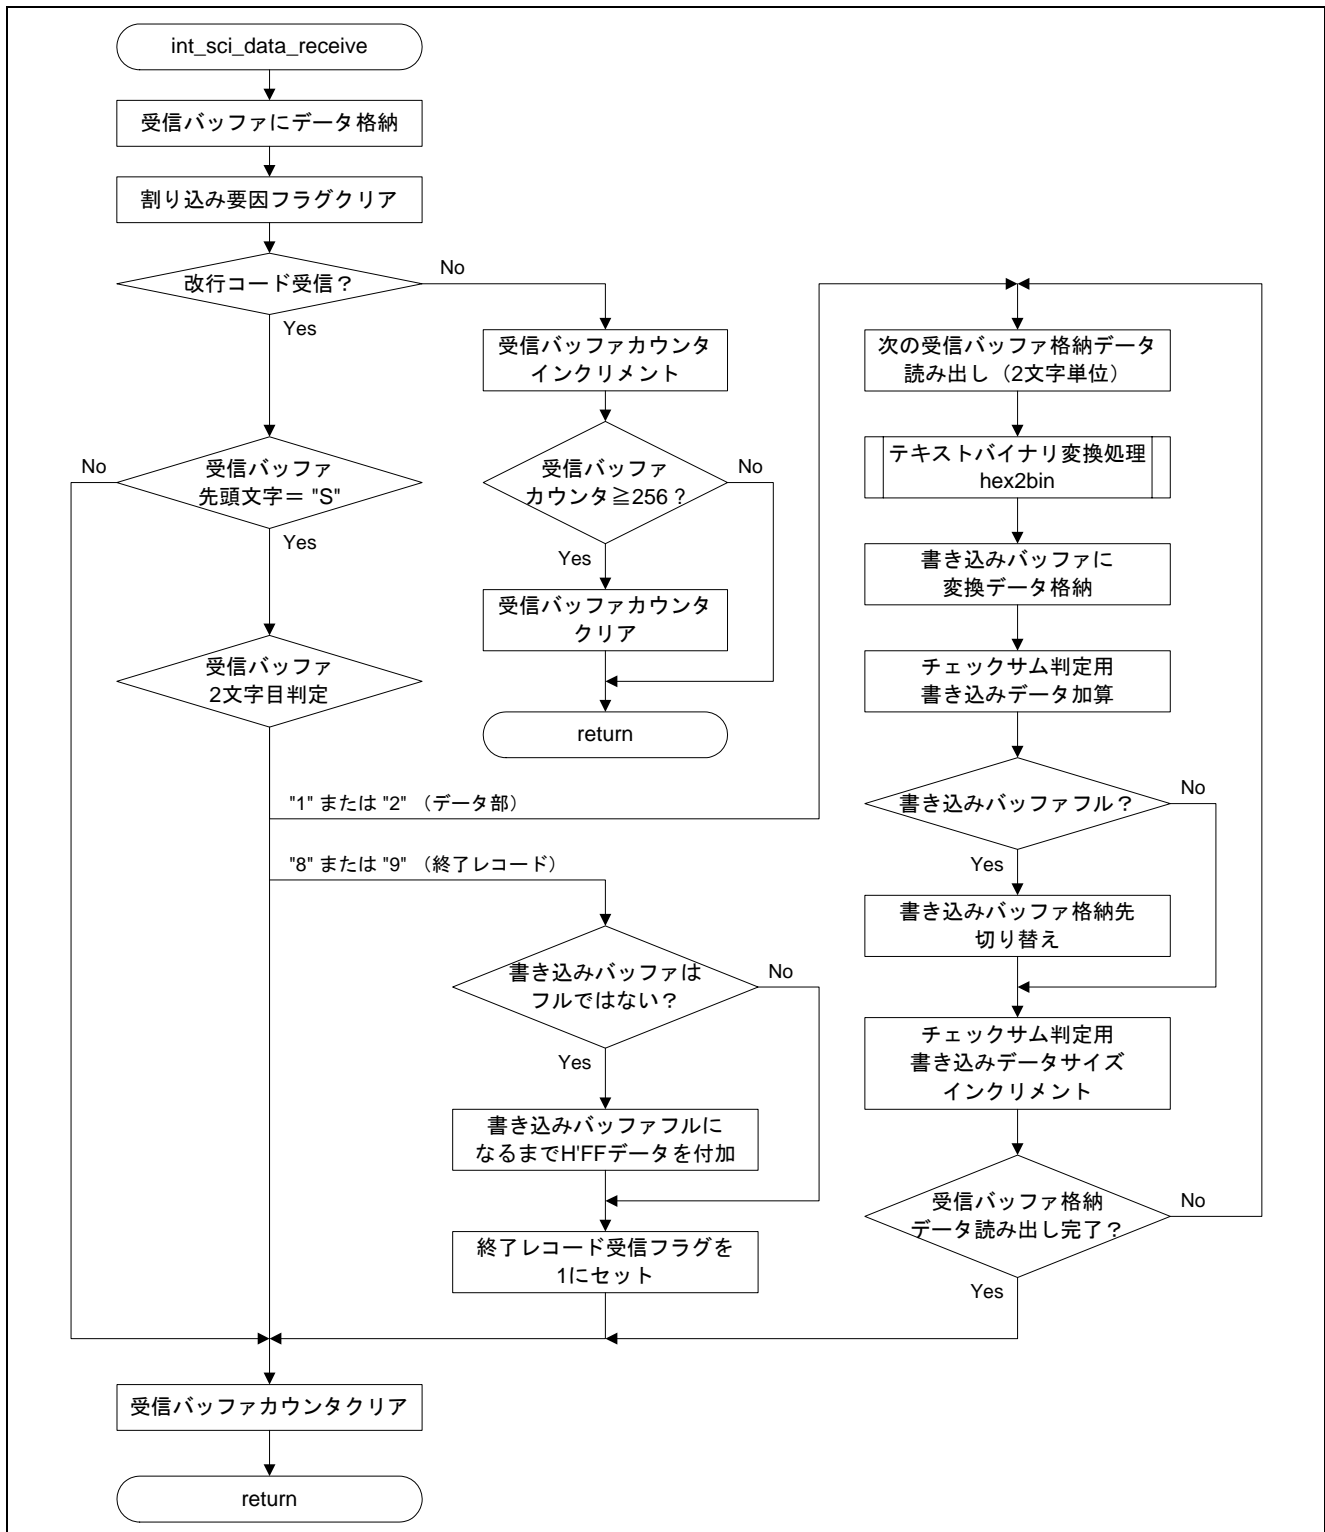 int_sci_data_receive
受信バッファにデータ格納
割り込み要因フラグクリア
改行コード受信？
No
Yes
受信バッファカウンタ
インクリメント
受信バッファ
カウンタ≧256？
No
Yes
受信バッファカウンタ
クリア
return
受信バッファ
先頭文字＝ "S"
No
Yes
受信バッファ
2文字目判定
"1" または "2" （データ部）
"8" または "9" （終了レコード）
書き込みバッファは
フルではない？
No
Yes
書き込みバッファフルに
なるまでH'FFデータを付加
終了レコード受信フラグを
1にセット
次の受信バッファ格納データ
読み出し（2文字単位）
テキストバイナリ変換処理
hex2bin
書き込みバッファに
変換データ格納
チェックサム判定用
書き込みデータ加算
書き込みバッファフル？
No
Yes
書き込みバッファ格納先
切り替え
チェックサム判定用
書き込みデータサイズ
インクリメント
受信バッファ格納
データ読み出し完了？
No
Yes
受信バッファカウンタクリア
return